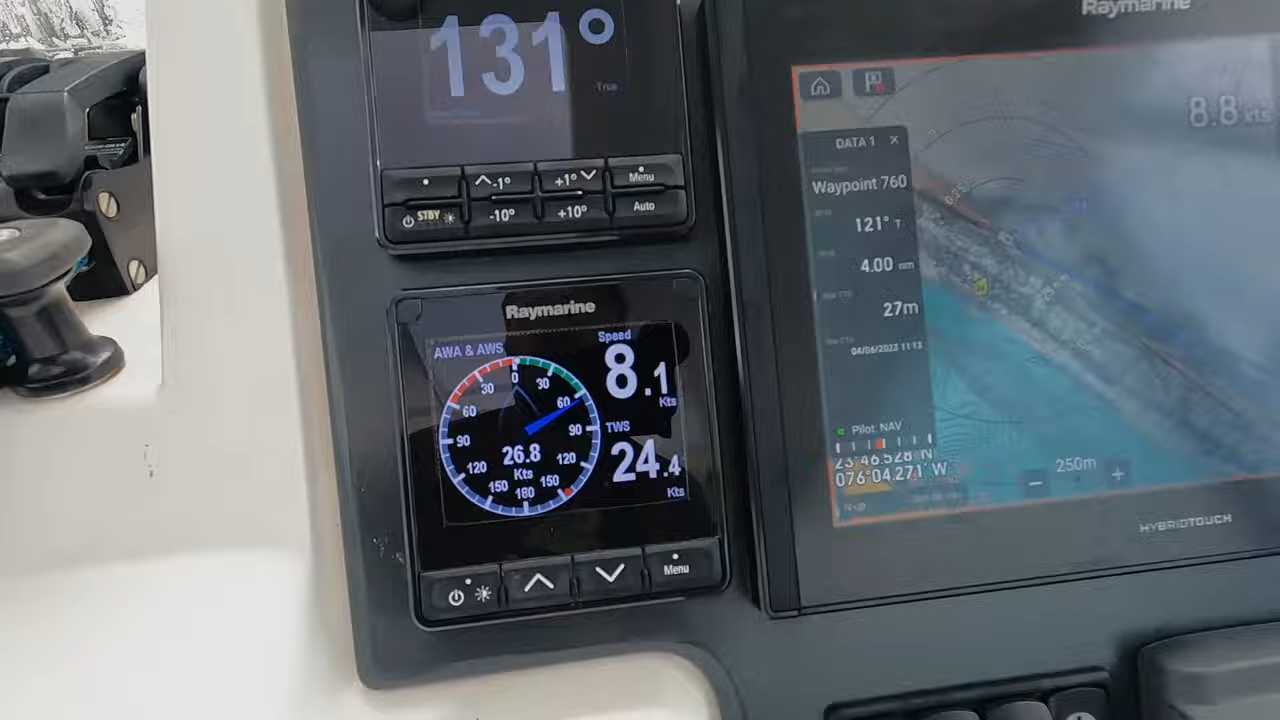 131°
True
-1°
+1°
Menu
STBY
-10°
+10°
Auto
Raymarine
AWA & AWS
0
30
30
60
60
90
90
120
120
150
150
180
26.8
Kts
Speed
8.1
Kts
TWS
24.4
Kts
Menu
Raymarine
8.8 kts
DATA 1 X
Waypoint 760
121° T
4.00 nm
27m
04/06/2023 11:13
Pilot: NAV
23°46.528' N
076°04.271' W
N-up
250m
HYBRIDTOUCH